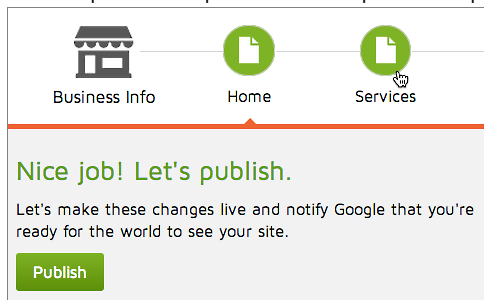 Business Info
Home
Services
Nice job! Let's publish.
Let's make these changes live and notify Google that you're
ready for the world to see your site.
Publish